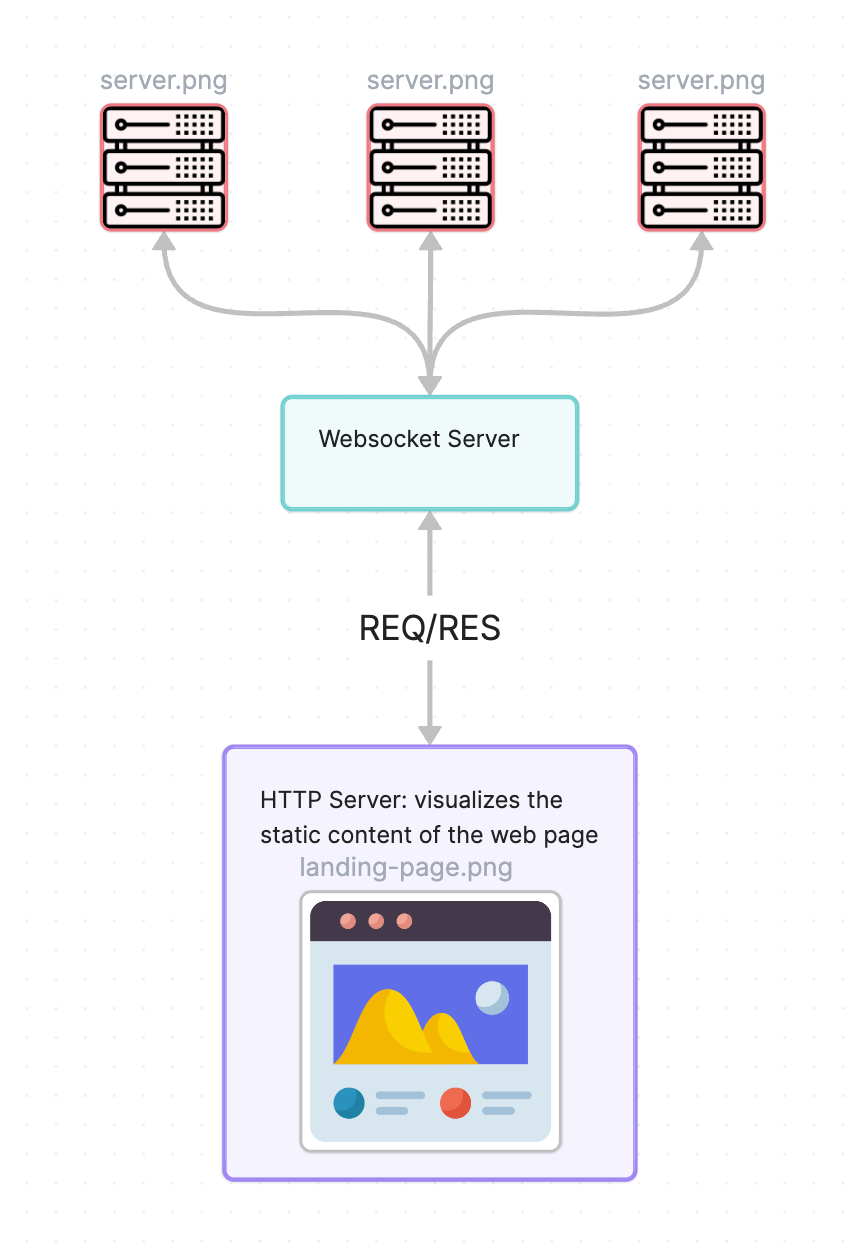 server.png
server.png
server.png
Websocket Server
REQ/RES
HTTP Server: visualizes the
static content of the web page
landing-page.png